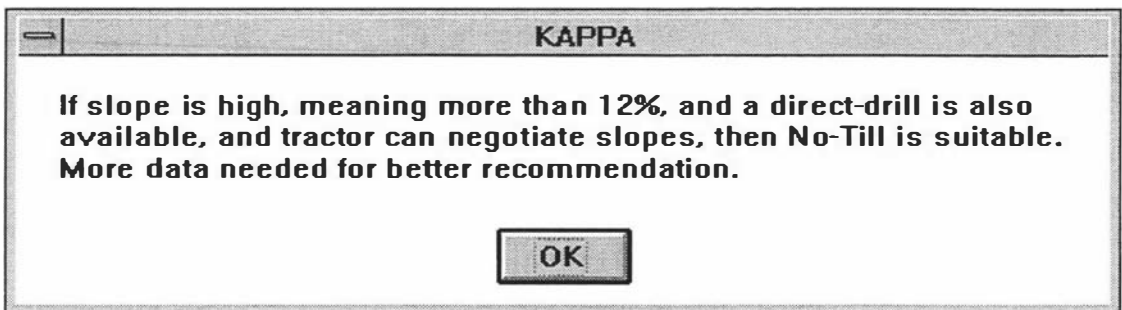 KAPPA
If slope is high, meaning more than 12%, and a direct-drill is also
available, and tractor can negotiate slopes, then No-Till is suitable.
More data needed for better recommendation.
OK